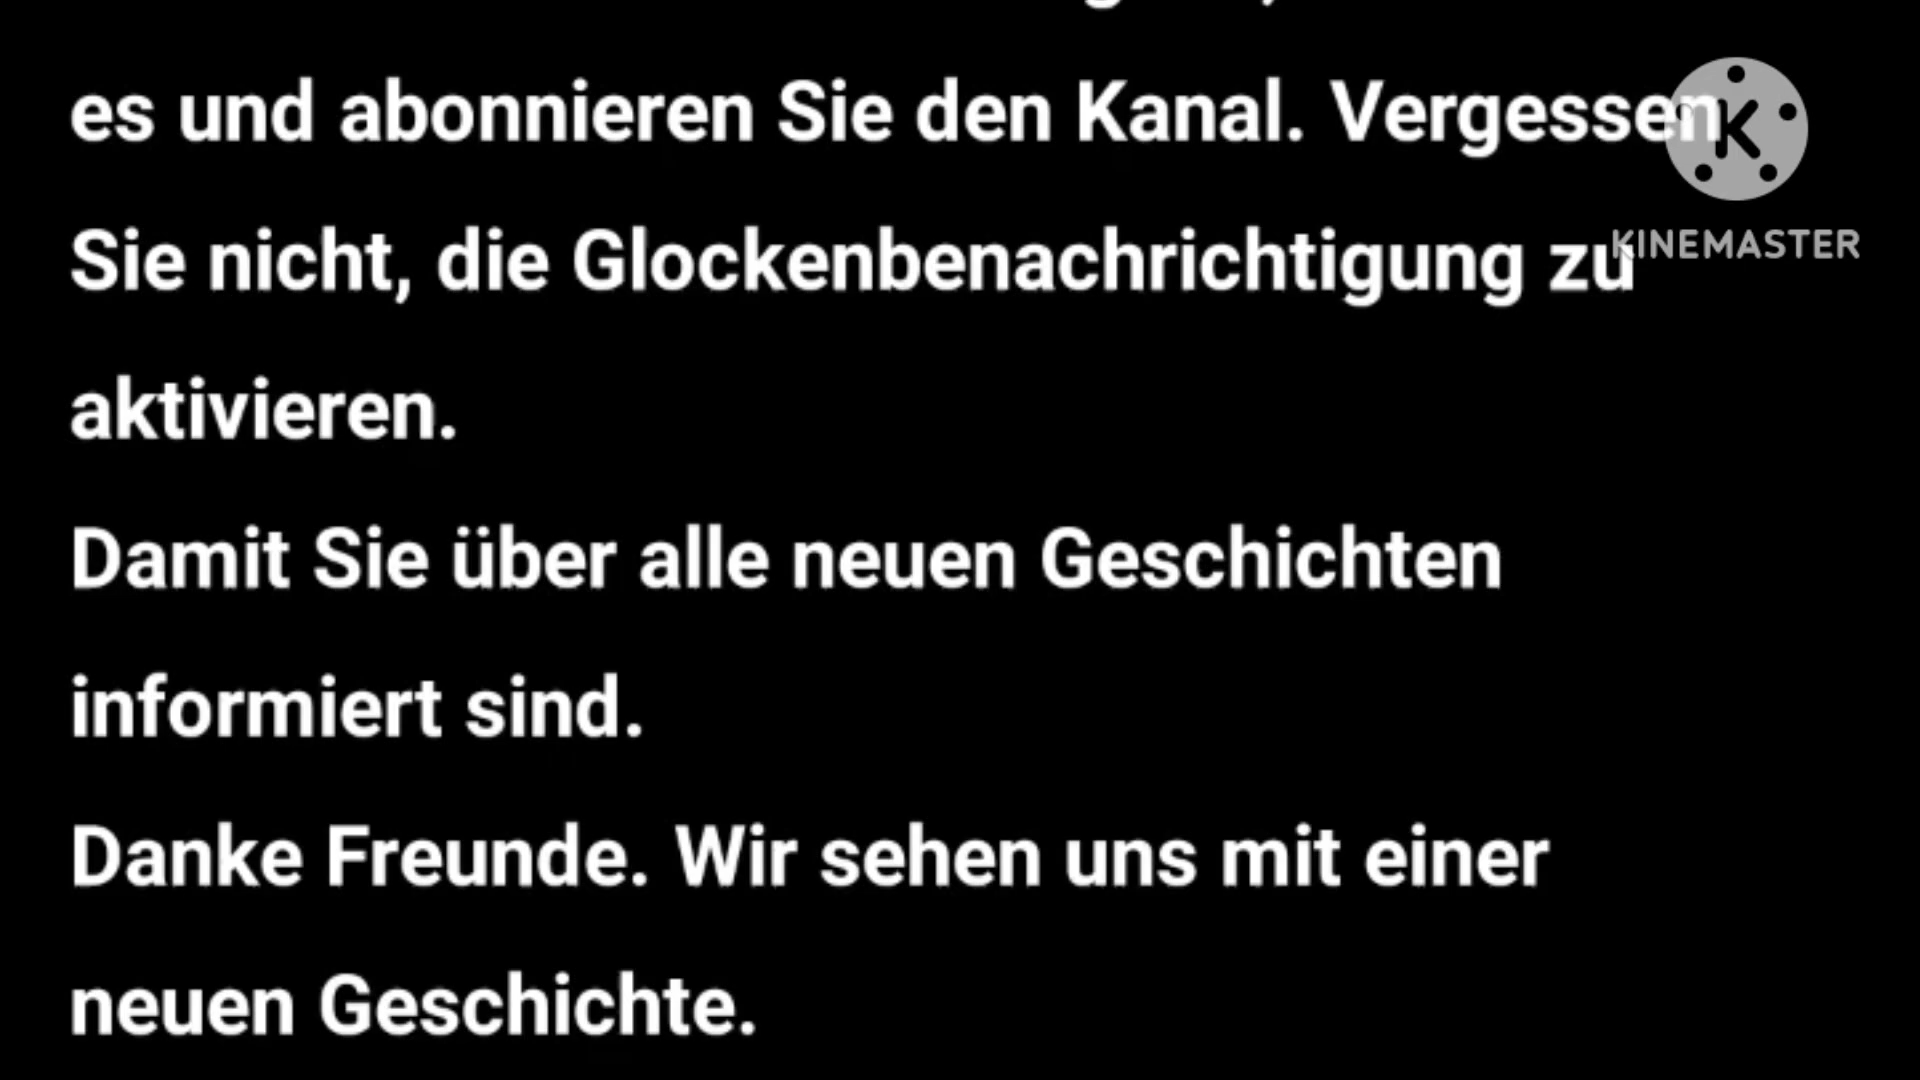 es und abonnieren Sie den Kanal. Vergessen
Sie nicht, die Glockenbenachrichtigung zu
KINEMASTER
aktivieren.
Damit Sie über alle neuen Geschichten
informiert sind.
Danke Freunde. Wir sehen uns mit einer
neuen Geschichte.